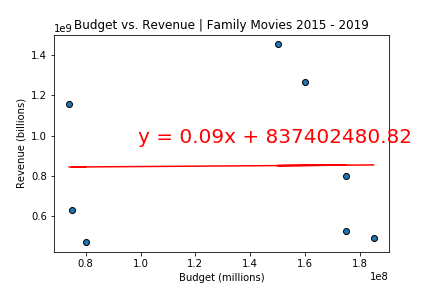 Budget vs. Revenue | Family Movies 2015 - 2019
1e9
1.4
1.2
1.0
0.8
0.6
Revenue (billions)
y = 0.09x + 837402480.82
0.8 1.0 1.2 1.4 1.6 1.8
1e8
Budget (millions)